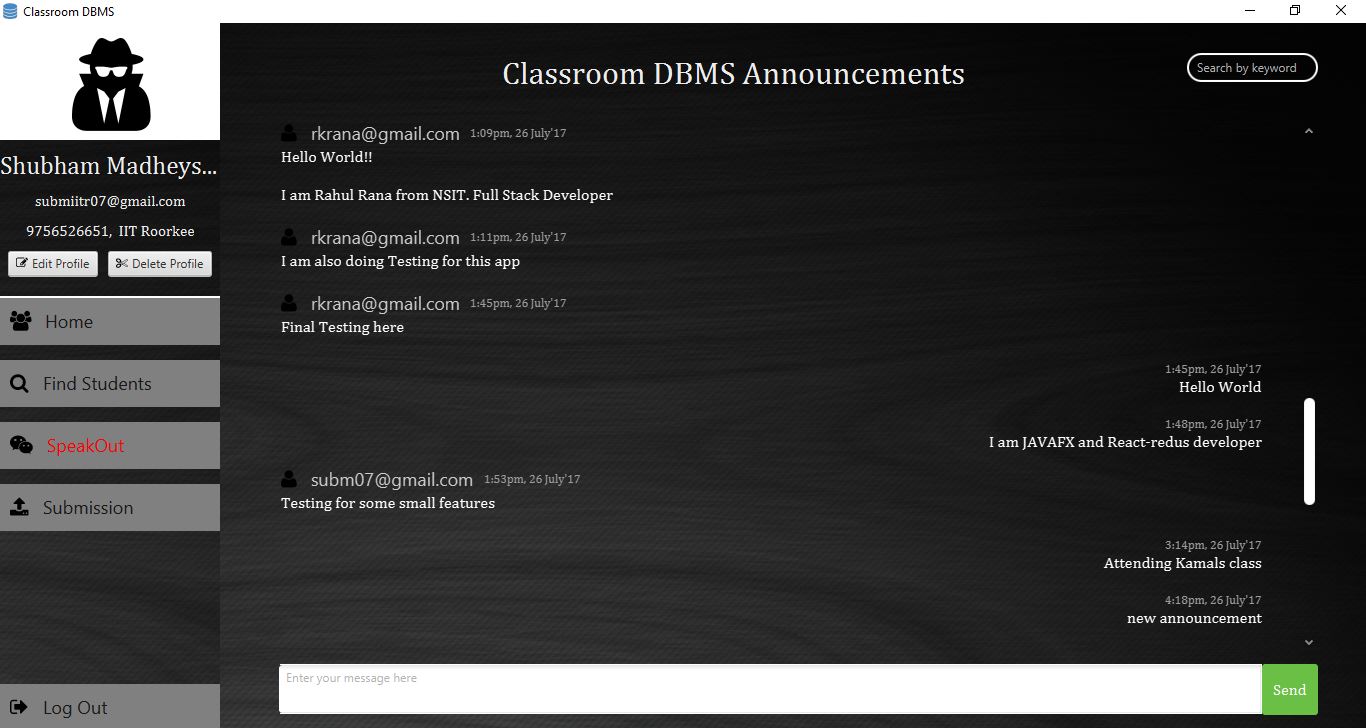 Classroom DBMS
Shubham Madheys...
submiitr07@gmail.com
9756526651, IIT Roorkee
Edit Profile
Delete Profile
Home
Find Students
SpeakOut
Submission
Log Out
Classroom DBMS Announcements
Search by keyword
rkrana@gmail.com 1:09pm, 26 July'17
Hello World!!
I am Rahul Rana from NSIT. Full Stack Developer
rkrana@gmail.com 1:11pm, 26 July'17
I am also doing Testing for this app
rkrana@gmail.com 1:45pm, 26 July'17
Final Testing here
1:45pm, 26 July'17
Hello World
1:48pm, 26 July'17
I am JAVAFX and React-redus developer
subm07@gmail.com 1:53pm, 26 July'17
Testing for some small features
3:14pm, 26 July'17
Attending Kamals class
4:18pm, 26 July'17
new announcement
Enter your message here
Send